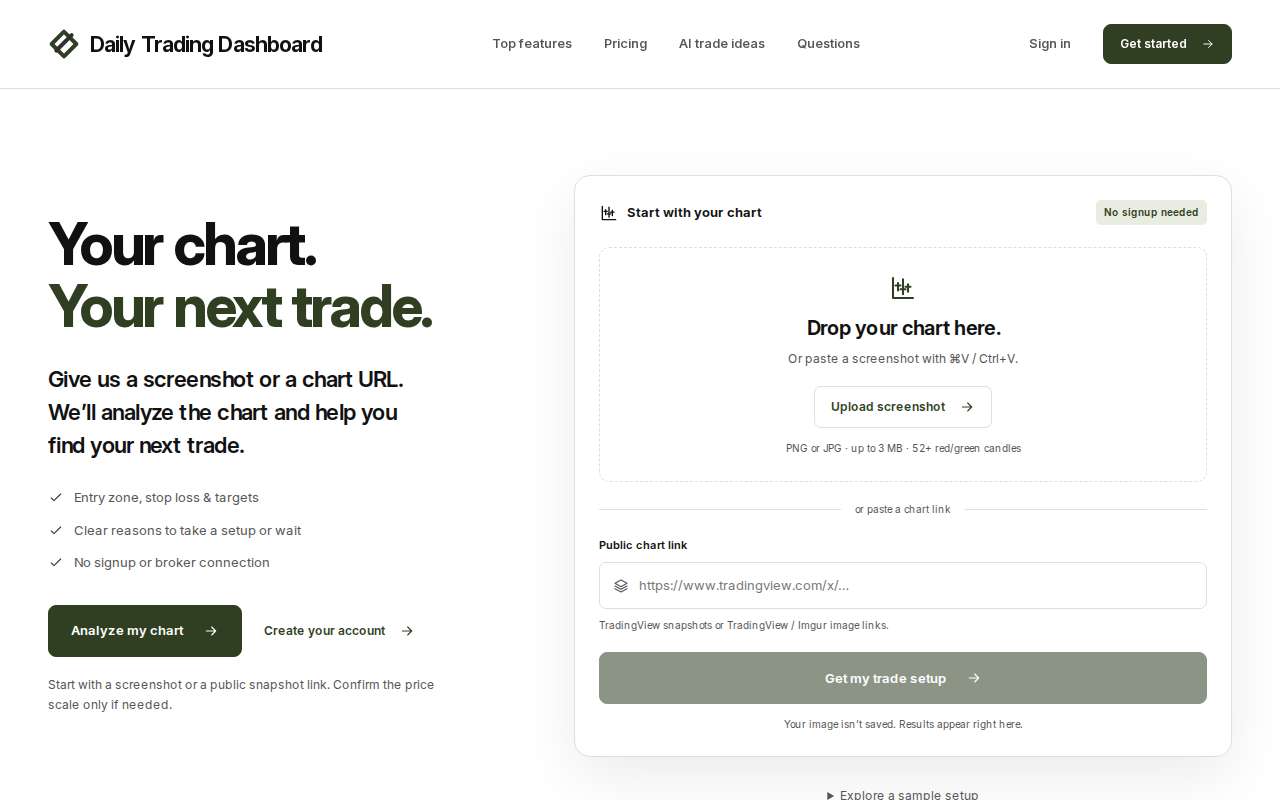 Daily Trading Dashboard
Top features
Pricing
AI trade ideas
Questions
Sign in
Get started
Your chart.
Your next trade.
Give us a screenshot or a chart URL.
We’ll analyze the chart and help you
find your next trade.
Entry zone, stop loss & targets
Clear reasons to take a setup or wait
No signup or broker connection
Analyze my chart
Create your account
Start with a screenshot or a public snapshot link. Confirm the price
scale only if needed.
Start with your chart
No signup needed
Drop your chart here.
Or paste a screenshot with ⌘V / Ctrl+V.
Upload screenshot
PNG or JPG · up to 3 MB · 52+ red/green candles
or paste a chart link
Public chart link
https://www.tradingview.com/x/...
TradingView snapshots or TradingView / Imgur image links.
Get my trade setup
Your image isn't saved. Results appear right here.
Explore a sample setup